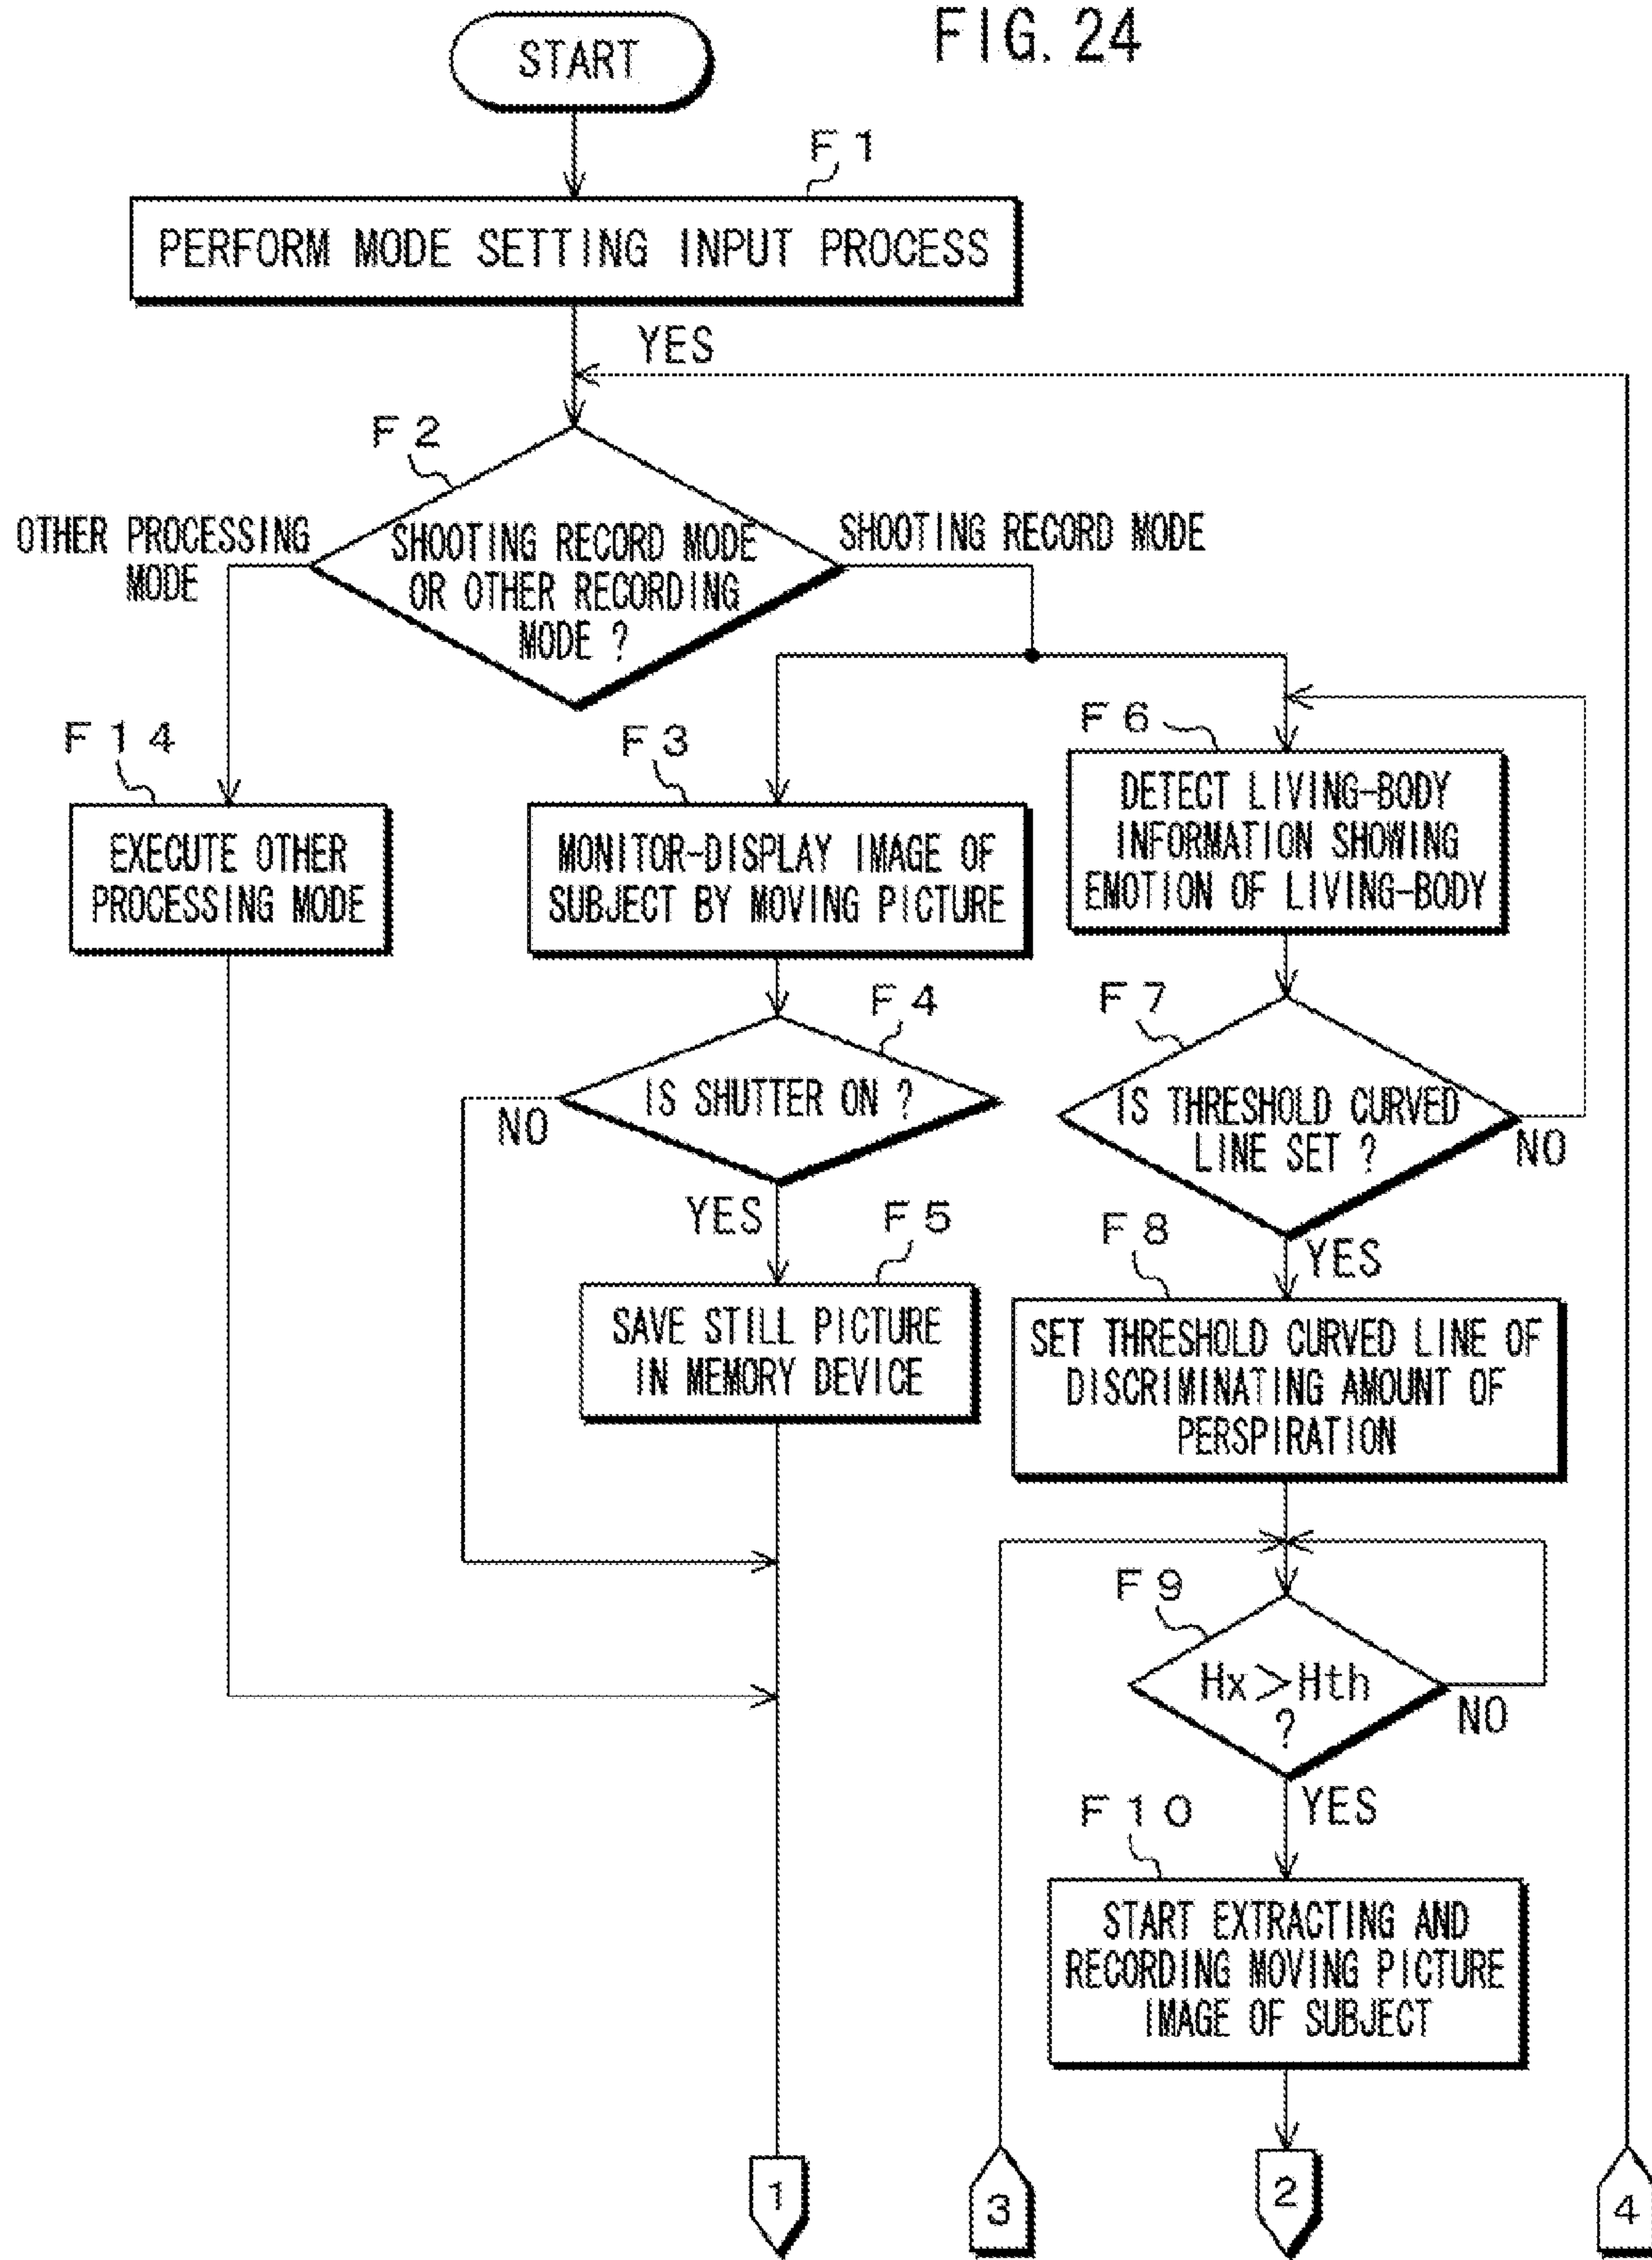 FIG. 24
START
F1
PERFORM MODE SETTING INPUT PROCESS
YES
F2
OTHER PROCESSING
MODE
SHOOTING RECORD MODE
OR OTHER RECORDING
MODE ?
SHOOTING RECORD MODE
F14
EXECUTE OTHER
PROCESSING MODE
F3
MONITOR-DISPLAY IMAGE OF
SUBJECT BY MOVING PICTURE
F6
DETECT LIVING-BODY
INFORMATION SHOWING
EMOTION OF LIVING-BODY
F4
IS SHUTTER ON ?
NO
YES
F7
IS THRESHOLD CURVED
LINE SET ?
NO
YES
F5
SAVE STILL PICTURE
IN MEMORY DEVICE
F8
SET THRESHOLD CURVED LINE OF
DISCRIMINATING AMOUNT OF
PERSPIRATION
F9
Hx>Hth
?
NO
YES
F10
START EXTRACTING AND
RECORDING MOVING PICTURE
IMAGE OF SUBJECT
1
3
2
4